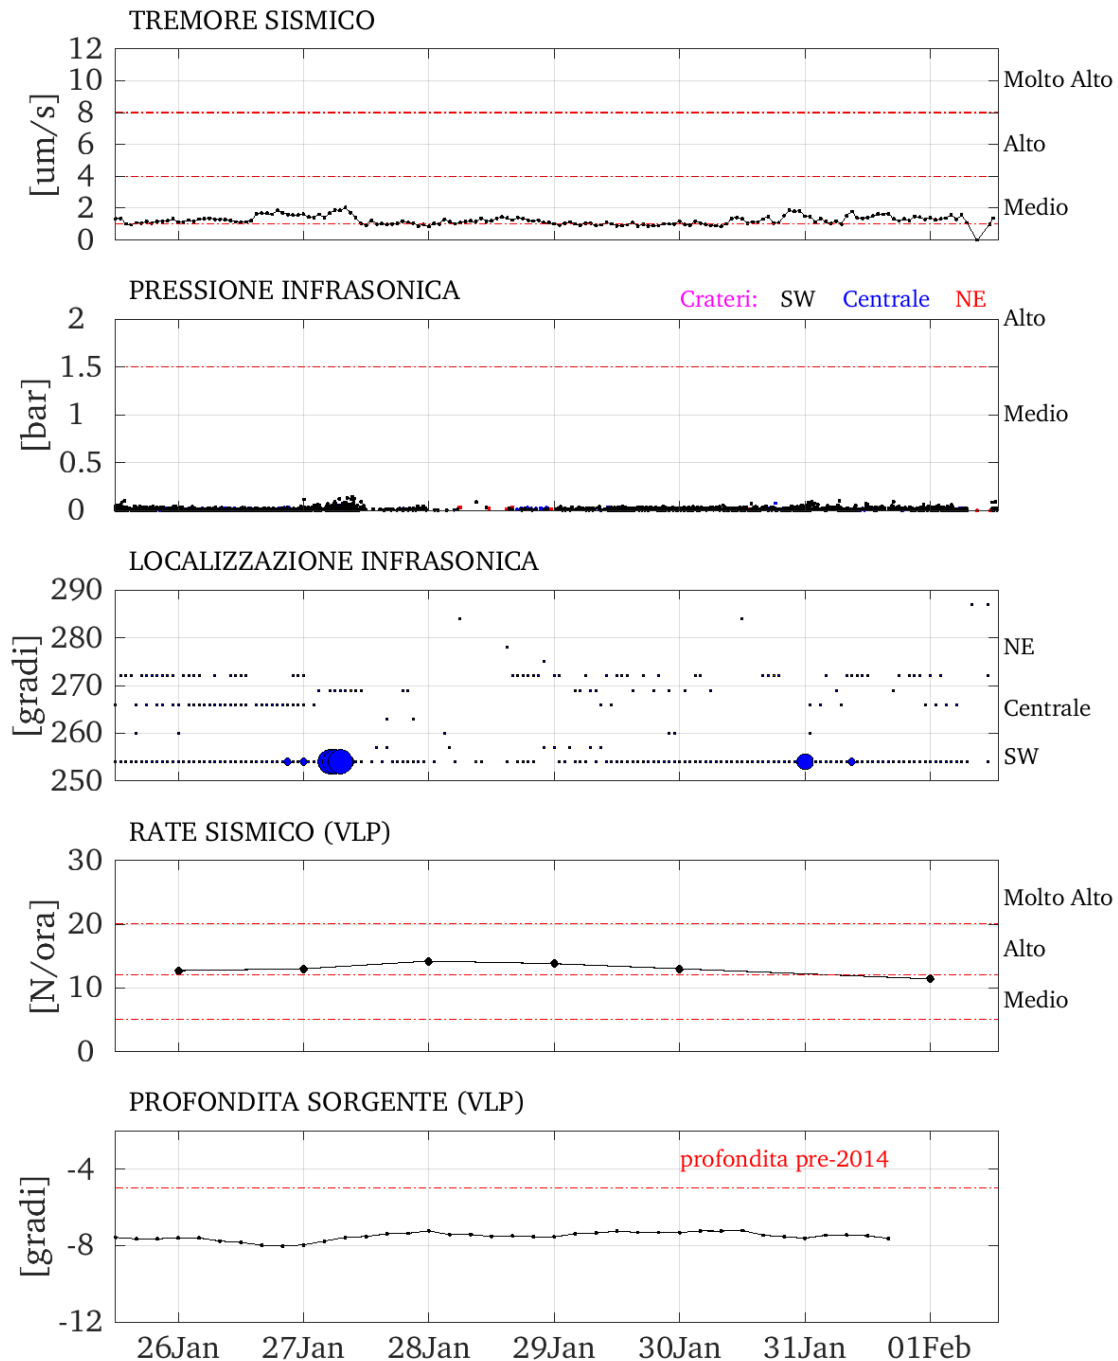 TREMORE SISMICO
12
10
8
6
4
2
0
[um/s]
Molto Alto
Alto
Medio
PRESSIONE INFRASONICA
Crateri: SW Centrale NE
2
1.5
1
0.5
0
[bar]
Alto
Medio
LOCALIZZAZIONE INFRASONICA
290
280
270
260
250
[gradi]
NE
Centrale
SW
RATE SISMICO (VLP)
30
20
10
0
[N/ora]
Molto Alto
Alto
Medio
PROFONDITA SORGENTE (VLP)
profondita pre-2014
-4
-8
-12
[gradi]
26Jan 27Jan 28Jan 29Jan 30Jan 31Jan 01Feb